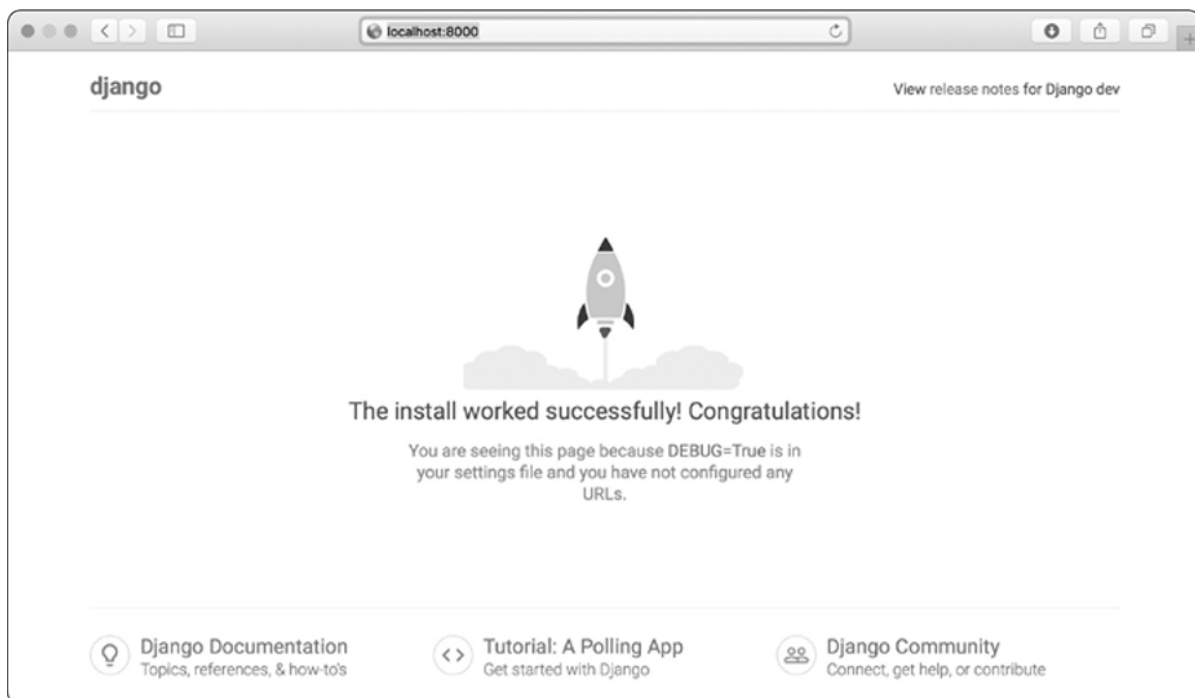 localhost:8000
django
View release notes for Django dev
The install worked successfully! Congratulations!
You are seeing this page because DEBUG=True is in
your settings file and you have not configured any
URLs.
Django Documentation
Topics, references, & how-to's
Tutorial: A Polling App
Get started with Django
Django Community
Connect, get help, or contribute